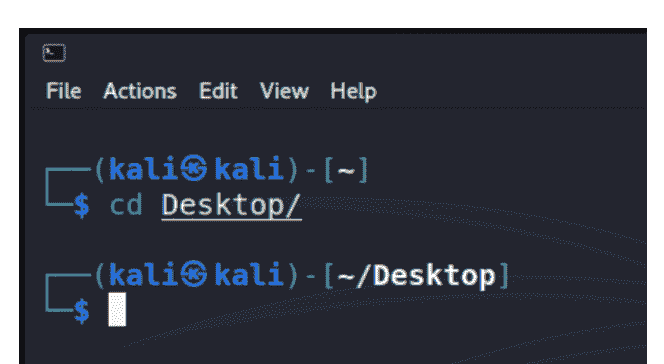 File Actions Edit View Help
┌──(kali㉿kali)-[~]
└─$ cd Desktop/
┌──(kali㉿kali)-[~/Desktop]
└─$